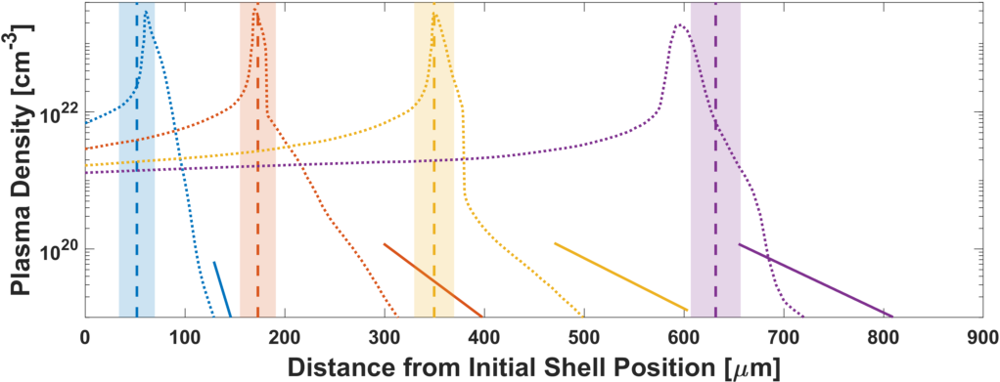 Plasma Density [cm-3]
10²²
10²⁰
0 100 200 300 400 500 600 700 800 900
Distance from Initial Shell Position [μm]